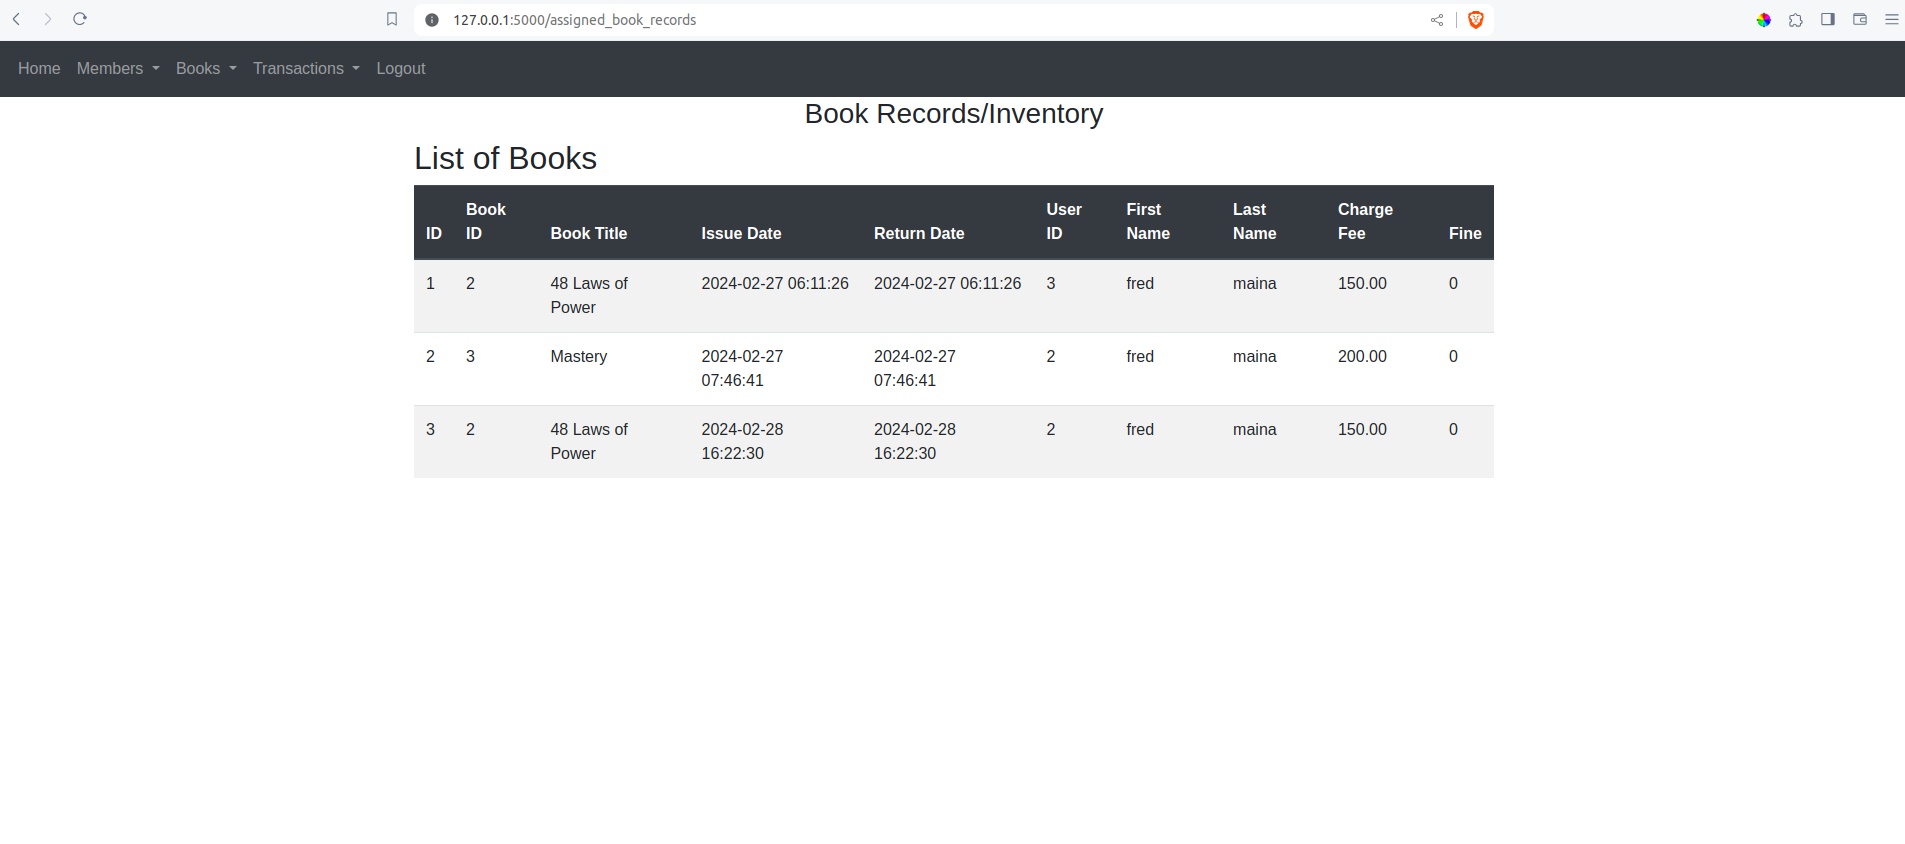 127.0.0.1:5000/assigned_book_records
Home Members Books Transactions Logout
Book Records/Inventory
List of Books
ID Book ID Book Title Issue Date Return Date User ID First Name Last Name Charge Fee Fine
1 2 48 Laws of Power 2024-02-27 06:11:26 2024-02-27 06:11:26 3 fred maina 150.00 0
2 3 Mastery 2024-02-27 07:46:41 2024-02-27 07:46:41 2 fred maina 200.00 0
3 2 48 Laws of Power 2024-02-28 16:22:30 2024-02-28 16:22:30 2 fred maina 150.00 0